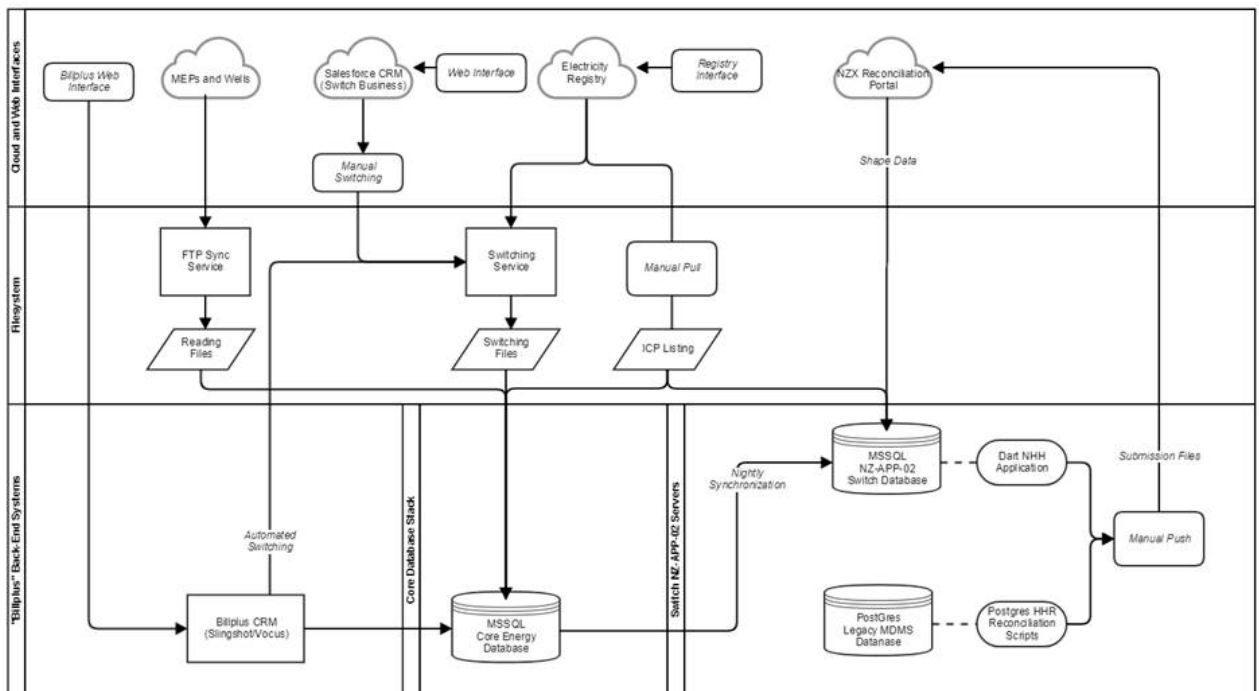 Cloud and Web Interfaces
Billplus Web
Interface
MEPs and Wells
Salesforce CRM
(Switch Business)
Web Interface
Electricity
Registry
Registry
Interface
NZX Reconciliation
Portal
Manual
Switching
Shape Data
Filesystem
FTP Sync
Service
Switching
Service
Manual Pull
Reading
Files
Switching
Files
ICP Listing
"Billplus" Back-End Systems
Core Database Stack
Switch NZ-APP-02 Servers
Automated
Switching
Billplus CRM
(Slingshot/Vocus)
MSSQL
Core Energy
Database
Nightly
Synchronization
MSSQL
NZ-APP-02
Switch Database
Dart NHH
Application
Submission Files
Manual Push
PostGres
Legacy MDMS
Datanase
Postgres HHR
Reconciliation
Scripts